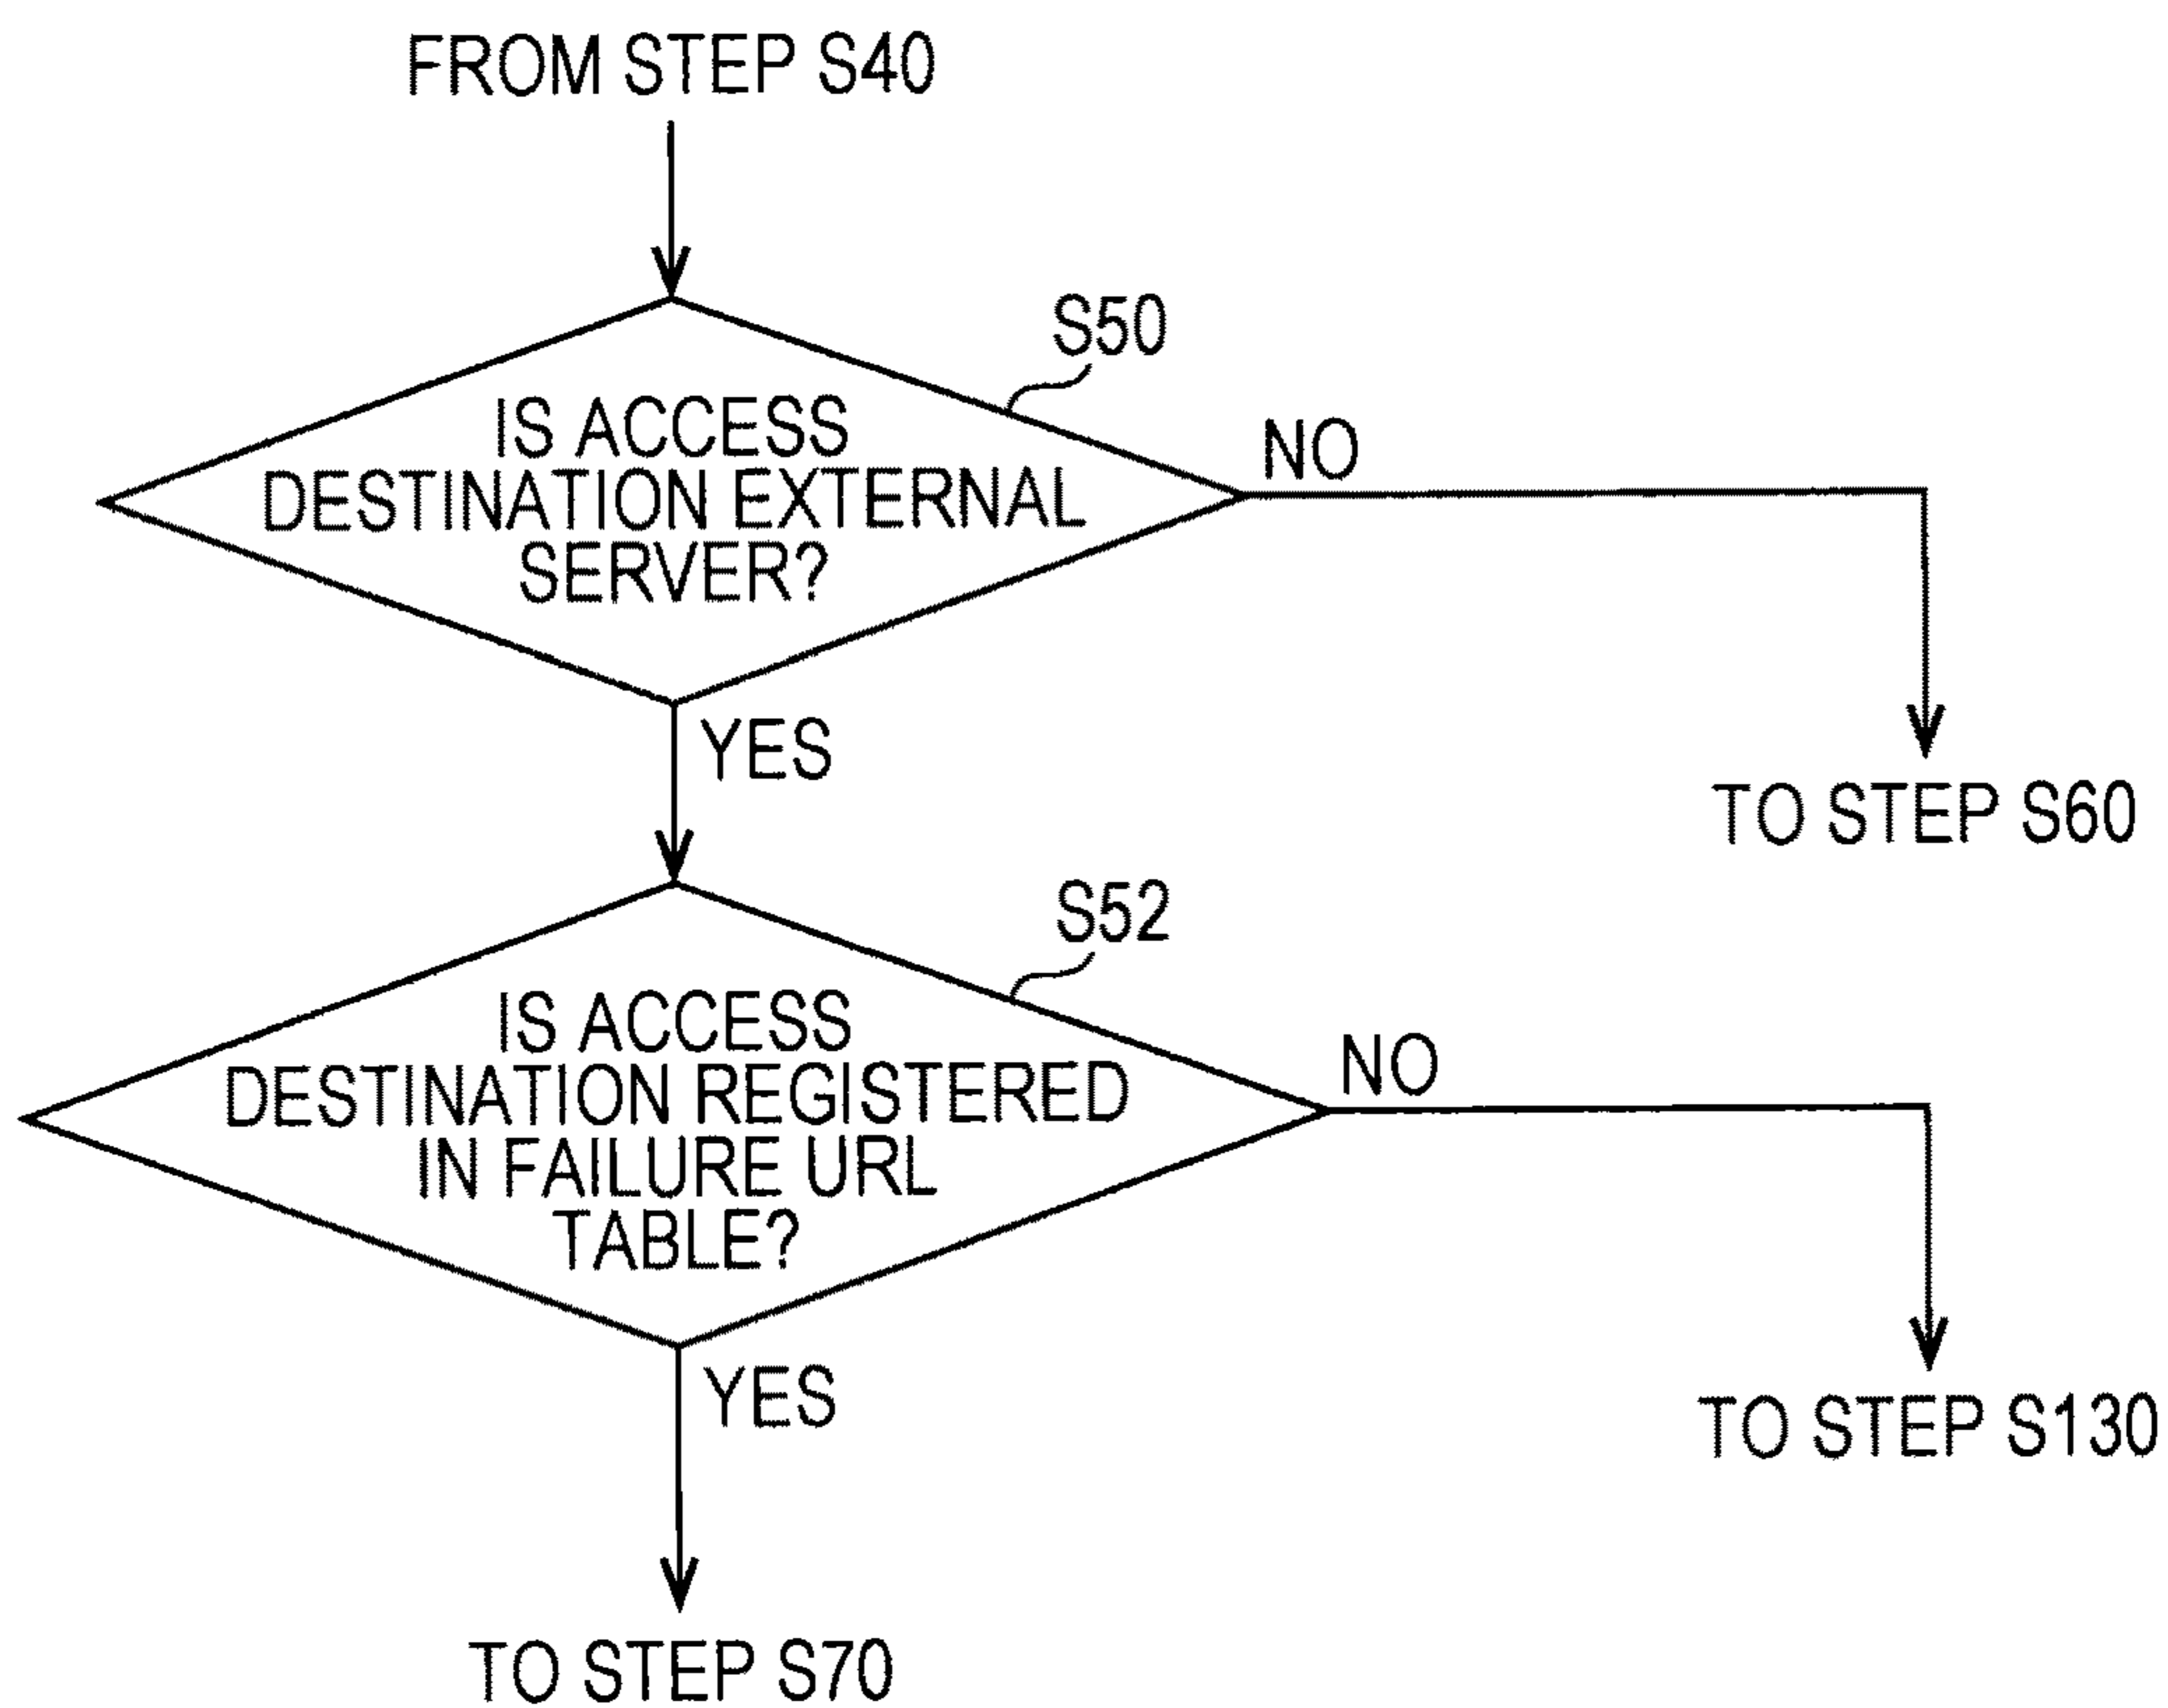 FROM STEP S40
S50
IS ACCESS
DESTINATION EXTERNAL
SERVER?
NO
YES
TO STEP S60
S52
IS ACCESS
DESTINATION REGISTERED
IN FAILURE URL
TABLE?
NO
YES
TO STEP S130
TO STEP S70